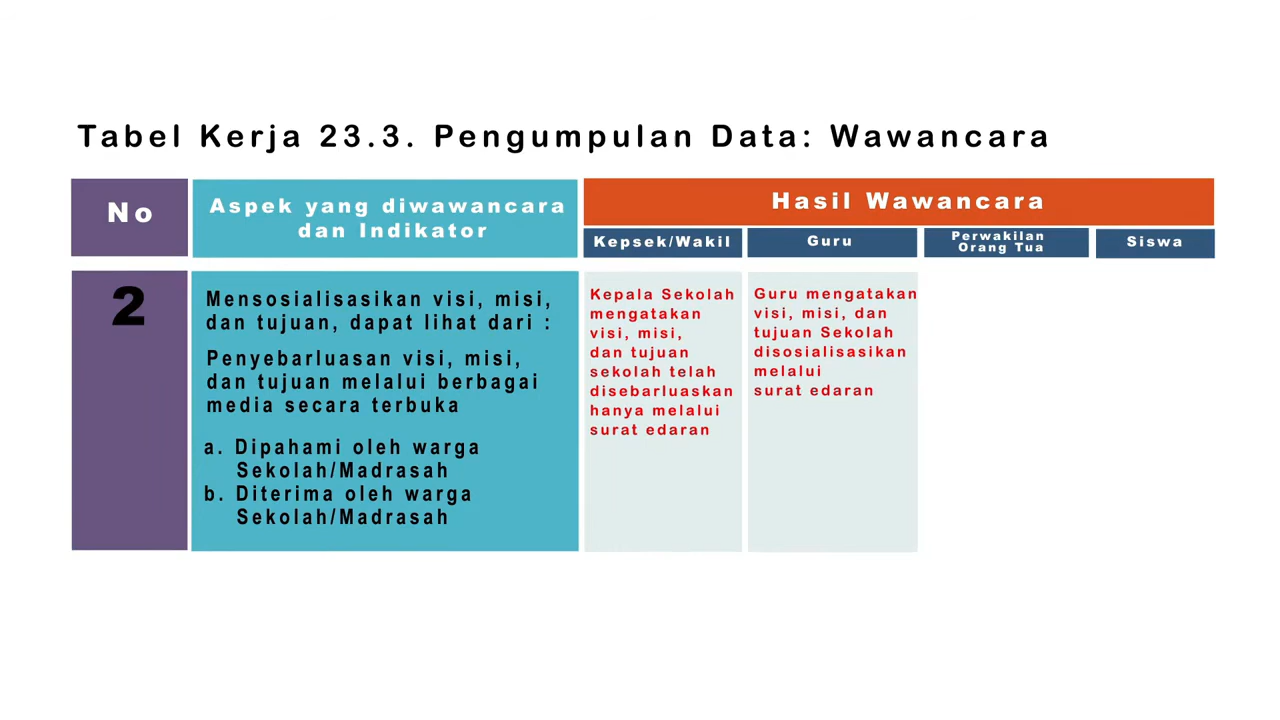 Tabel Kerja 23.3. Pengumpulan Data: Wawancara
No
Aspek yang diwawancara
dan Indikator
Hasil Wawancara
Kepsek/Wakil
Guru
Perwakilan
Orang Tua
Siswa
2
Mensosialisasikan visi, misi,
dan tujuan, dapat lihat dari :
Penyebarluasan visi, misi,
dan tujuan melalui berbagai
media secara terbuka
a. Dipahami oleh warga
Sekolah/Madrasah
b. Diterima oleh warga
Sekolah/Madrasah
Kepala Sekolah
mengatakan
visi, misi,
dan tujuan
sekolah telah
disebarluaskan
hanya melalui
surat edaran
Guru mengatakan
visi, misi, dan
tujuan Sekolah
disosialisasikan
melalui
surat edaran